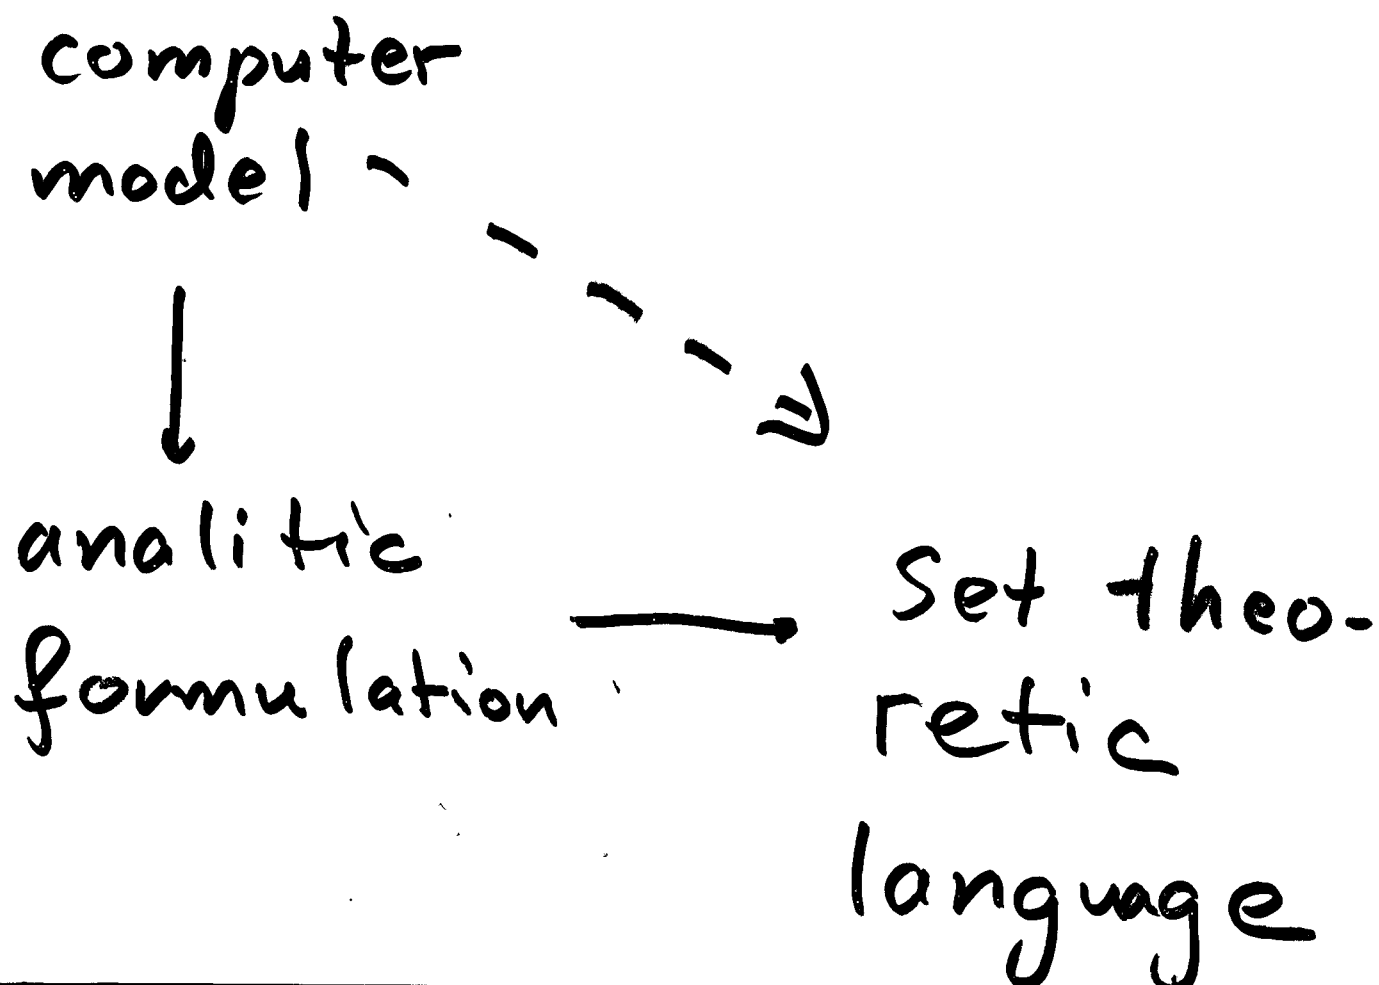 computer
model
analitic
formulation
Set theo-
retic
language